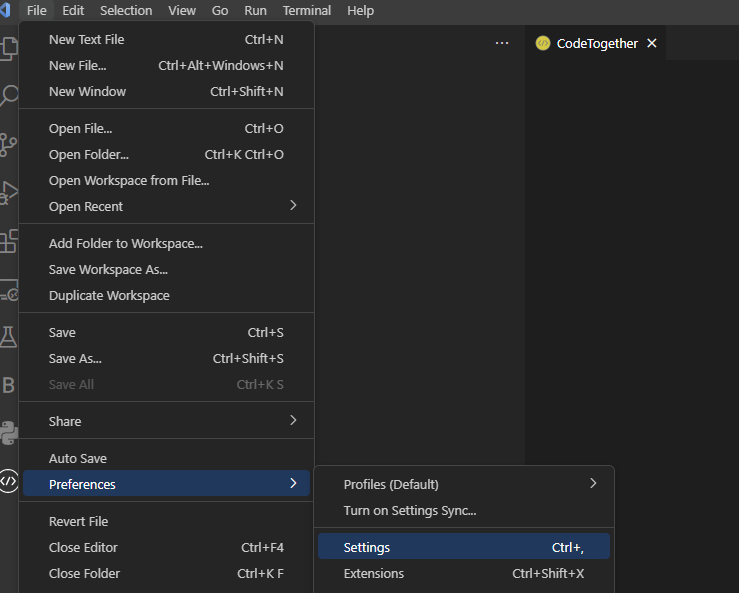 File Edit Selection View Go Run Terminal Help
New Text File Ctrl+N
New File... Ctrl+Alt+Windows+N
New Window Ctrl+Shift+N
Open File... Ctrl+O
Open Folder... Ctrl+K Ctrl+O
Open Workspace from File...
Open Recent
Add Folder to Workspace...
Save Workspace As...
Duplicate Workspace
Save Ctrl+S
Save As... Ctrl+Shift+S
Save All Ctrl+K S
Share
Auto Save
Preferences
Revert File
Close Editor Ctrl+F4
Close Folder Ctrl+K F
Profiles (Default)
Turn on Settings Sync...
Settings Ctrl+,
Extensions Ctrl+Shift+X
CodeTogether
B